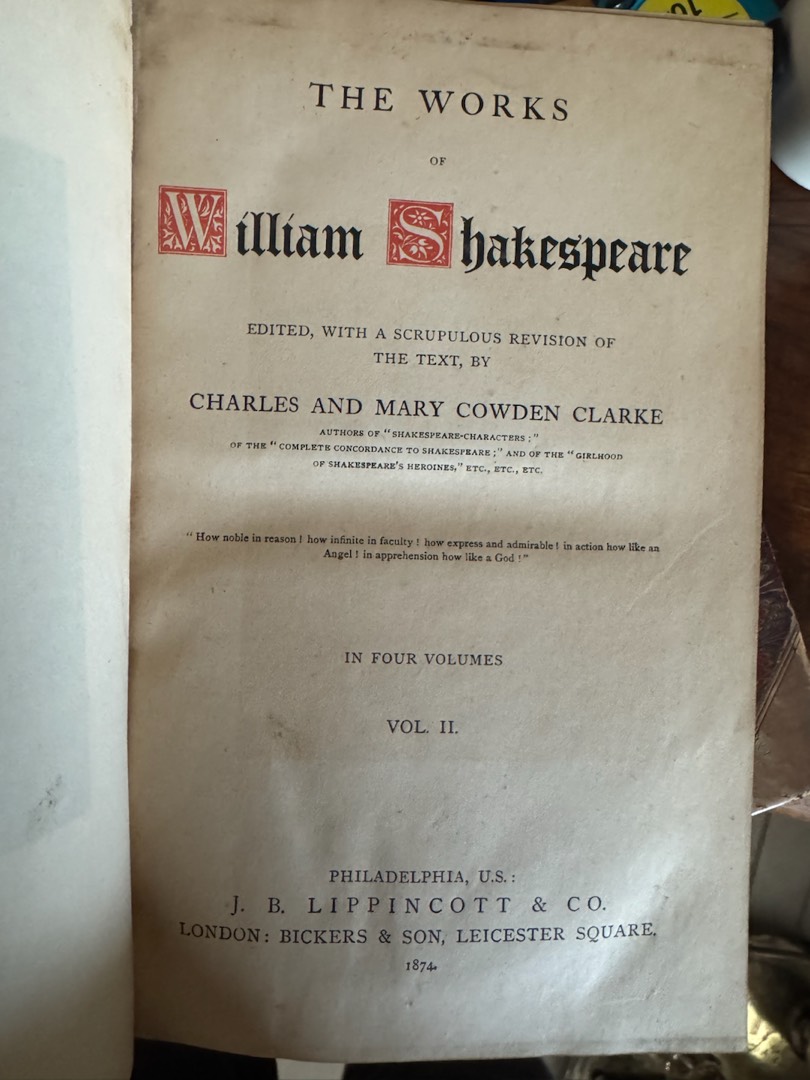 THE WORKS
OF
William Shakespeare
EDITED, WITH A SCRUPULOUS REVISION OF
THE TEXT, BY
CHARLES AND MARY COWDEN CLARKE
AUTHORS OF "SHAKESPEARE-CHARACTERS;"
OF THE "COMPLETE CONCORDANCE TO SHAKESPEARE;" AND OF THE "GIRLHOOD
OF SHAKESPEARE'S HEROINES," ETC., ETC., ETC.
"How noble in reason! how infinite in faculty! how express and admirable! in action how like an
Angel! in apprehension how like a God!"
IN FOUR VOLUMES
VOL. II.
PHILADELPHIA, U.S.:
J. B. LIPPINCOTT & CO.
LONDON: BICKERS & SON, LEICESTER SQUARE.
1874.